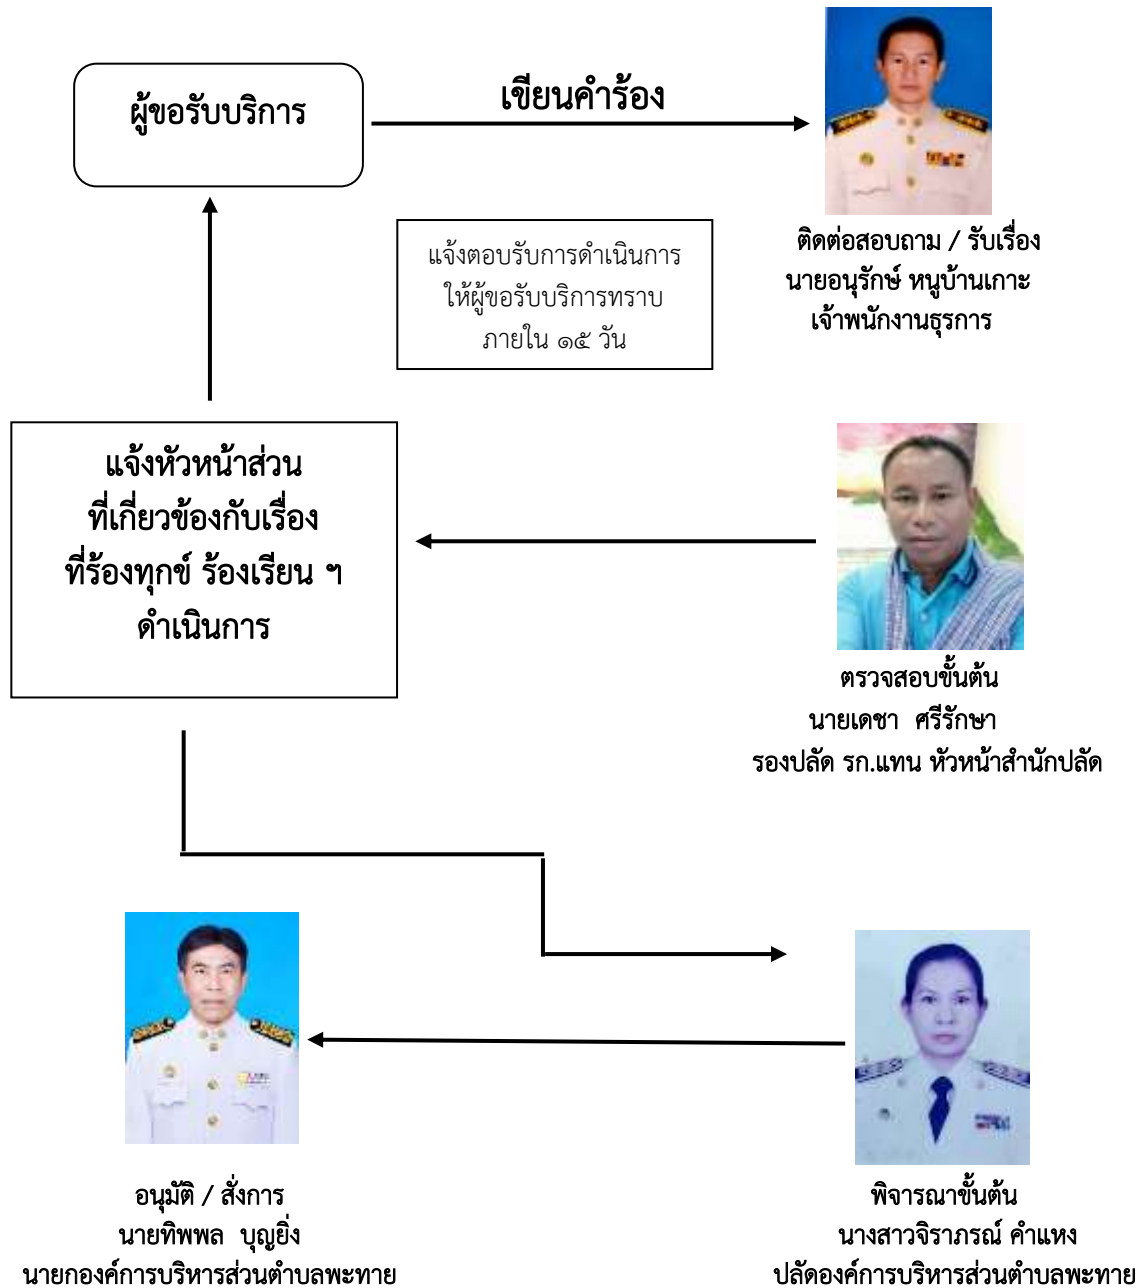 ผู้ขอรับบริการ
เขียนคำร้อง
ติดต่อสอบถาม / รับเรื่อง
นายอนุรักษ์ หนูบ้านเกาะ
เจ้าพนักงานธุรการ
แจ้งตอบรับการดำเนินการ
ให้ผู้ขอรับบริการทราบ
ภายใน ๑๕ วัน
แจ้งหัวหน้าส่วน
ที่เกี่ยวข้องกับเรื่อง
ที่ร้องทุกข์ ร้องเรียน ฯ
ดำเนินการ
ตรวจสอบขั้นต้น
นายเดชา ศรีรักษา
รองปลัด รก.แทน หัวหน้าสำนักปลัด
อนุมัติ / สั่งการ
นายทิพพล บุญยิ่ง
นายกองค์การบริหารส่วนตำบลพะทาย
พิจารณาขั้นต้น
นางสาวจิราภรณ์ คำแหง
ปลัดองค์การบริหารส่วนตำบลพะทาย